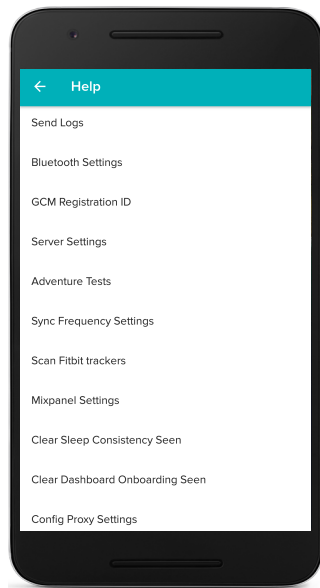 Help
Send Logs
Bluetooth Settings
GCM Registration ID
Server Settings
Adventure Tests
Sync Frequency Settings
Scan Fitbit trackers
Mixpanel Settings
Clear Sleep Consistency Seen
Clear Dashboard Onboarding Seen
Config Proxy Settings